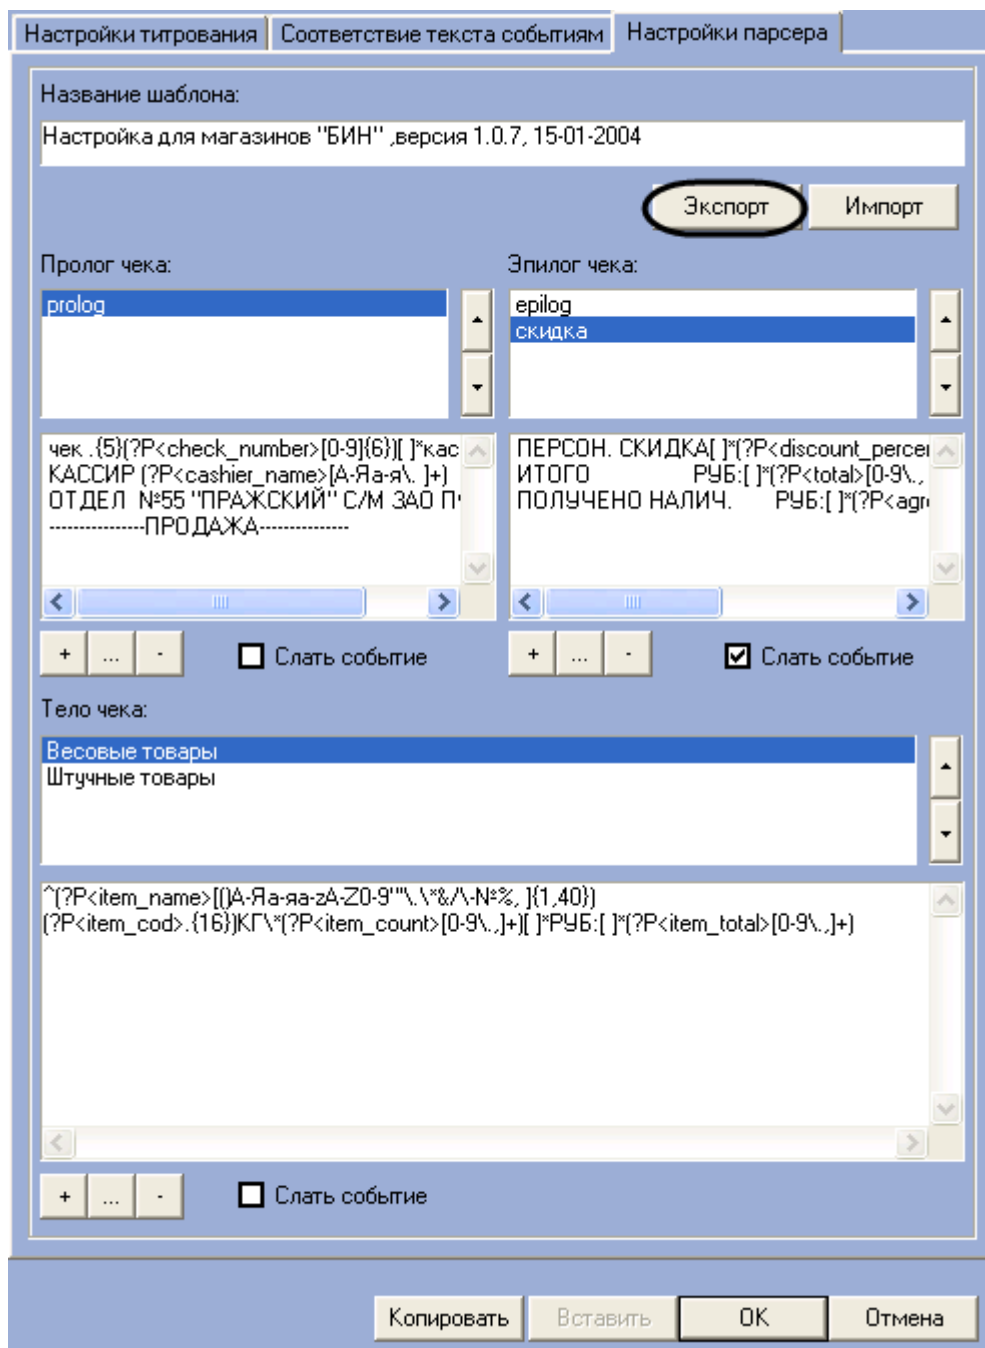 Настройки титрования Соответствие текста событиям Настройки парсера
Название шаблона:
Настройка для магазинов "БИН" ,версия 1.0.7, 15-01-2004
Экспорт Импорт
Пролог чека: Эпилог чека:
prolog
epilog
скидка
чек .{5}(?P<check_number>[0-9]{6})[ ]*кас
КАССИР (?P<cashier_name>[А-Яа-я\. ]+)
ОТДЕЛ №55 "ПРАЖСКИЙ" С/М ЗАО П
----------------ПРОДАЖА---------------
ПЕРСОН. СКИДКА[ ]*(?P<discount_percei
ИТОГО РУБ:[ ]*(?P<total>[0-9\.,
ПОЛУЧЕНО НАЛИЧ. РУБ:[ ]*(?P<agr
+ ... - Слать событие
+ ... - Слать событие
Тело чека:
Весовые товары
Штучные товары
^(?P<item_name>[()А-Яа-яa-zA-Z0-9'"\.\*&/\-№%, ]{1,40})
(?P<item_cod>.{16})КГ\*(?P<item_count>[0-9\.,]+)[ ]*РУБ:[ ]*(?P<item_total>[0-9\.,]+)
+ ... - Слать событие
Копировать Вставить OK Отмена